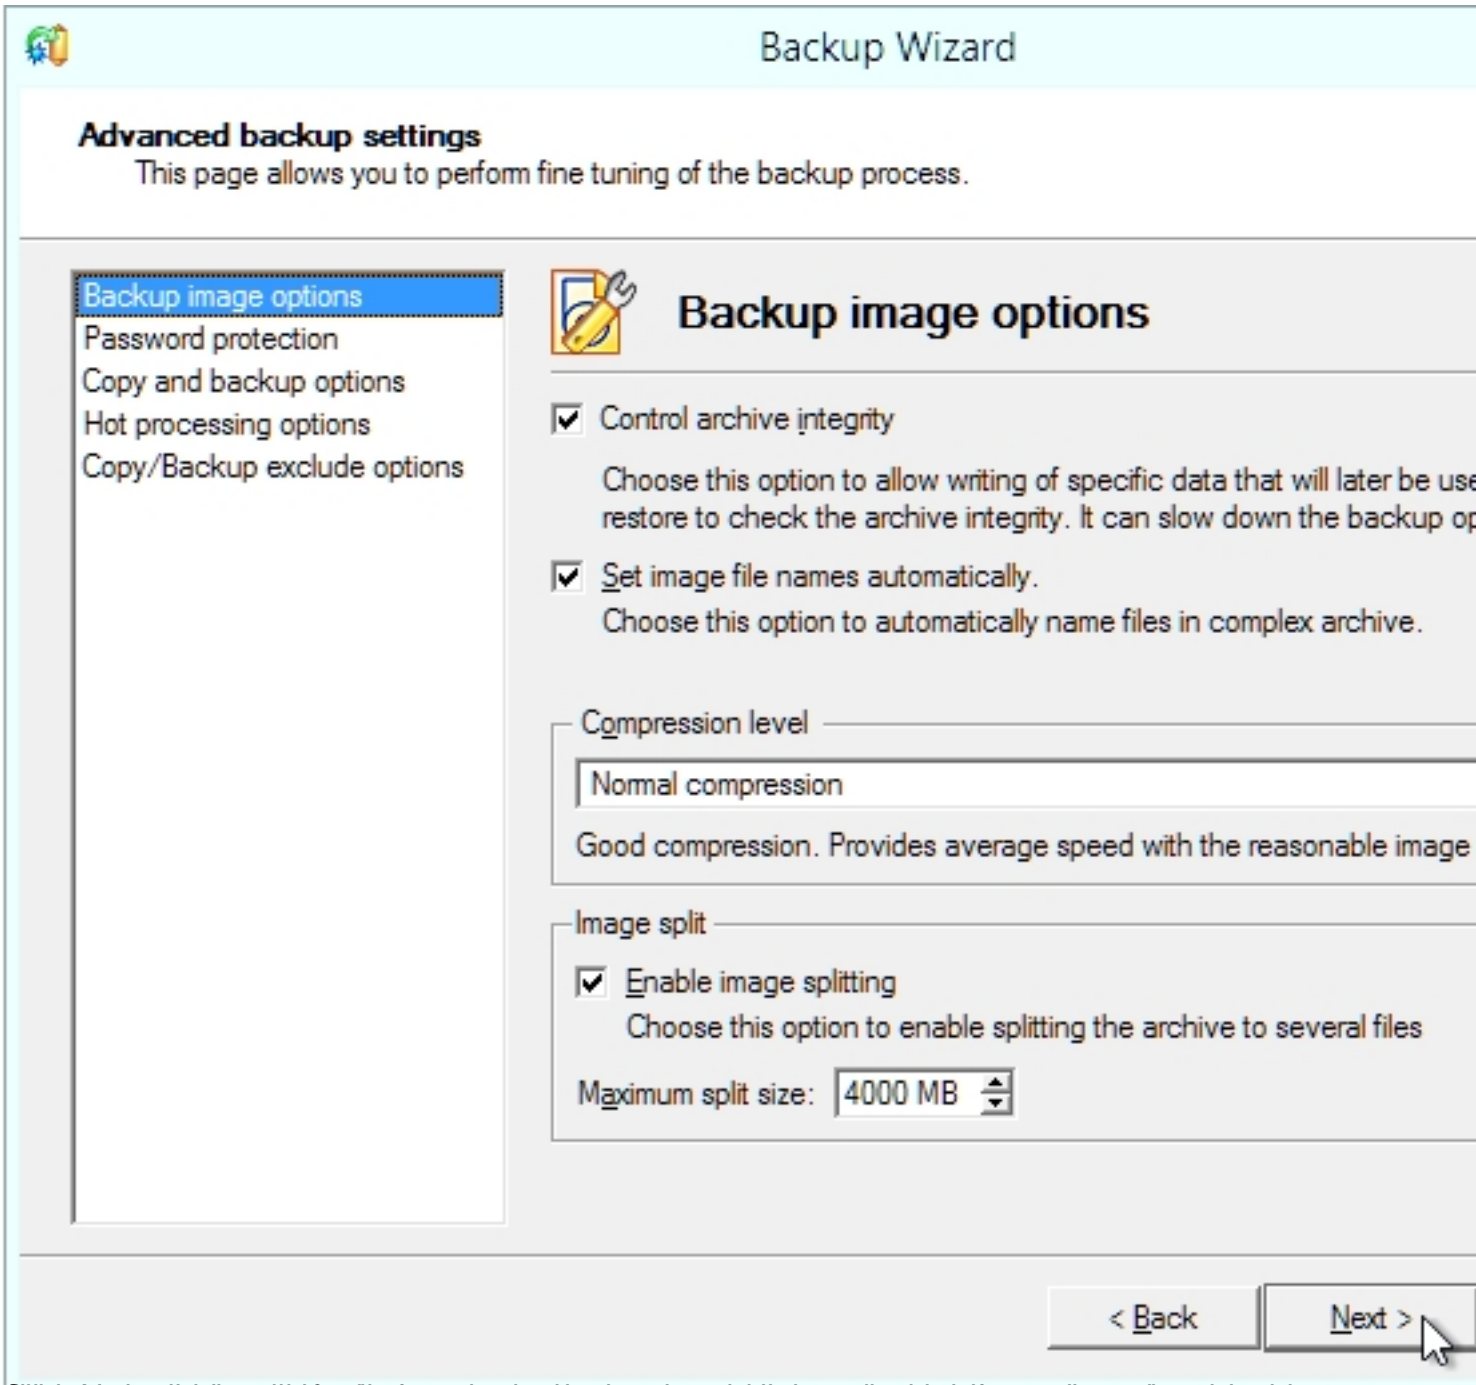 Backup Wizard
Advanced backup settings
This page allows you to perform fine tuning of the backup process.
Backup image options
Password protection
Copy and backup options
Hot processing options
Copy/Backup exclude options
Backup image options
Control archive integrity
Choose this option to allow writing of specific data that will later be use
restore to check the archive integrity. It can slow down the backup op
Set image file names automatically.
Choose this option to automatically name files in complex archive.
Compression level
Normal compression
Good compression. Provides average speed with the reasonable image
Image split
Enable image splitting
Choose this option to enable splitting the archive to several files
Maximum split size: 4000 MB
< Back
Next >